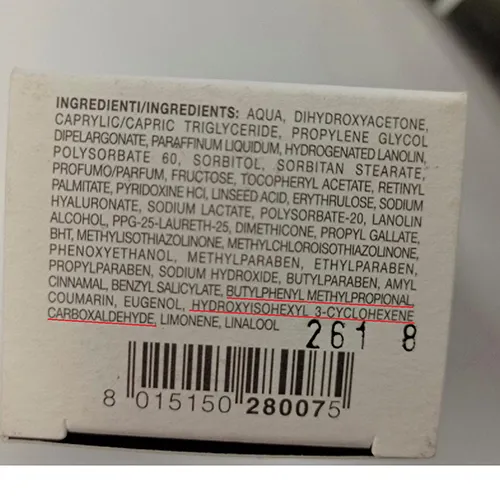 INGREDIENTI/INGREDIENTS: AQUA, DIHYDROXYACETONE,
CAPRYLIC/CAPRIC TRIGLYCERIDE, PROPYLENE GLYCOL
DIPELARGONATE, PARAFFINUM LIQUIDUM, HYDROGENATED LANOLIN,
POLYSORBATE 60, SORBITOL, SORBITAN STEARATE,
PROFUMO/PARFUM, FRUCTOSE, TOCOPHERYL ACETATE, RETINYL
PALMITATE, PYRIDOXINE HCI, LINSEED ACID, ERYTHRULOSE, SODIUM
HYALURONATE, SODIUM LACTATE, POLYSORBATE-20, LANOLIN
ALCOHOL, PPG-25-LAURETH-25, DIMETHICONE, PROPYL GALLATE,
BHT, METHYLISOTHIAZOLINONE, METHYLCHLOROISOTHIAZOLINONE,
PHENOXYETHANOL, METHYLPARABEN, ETHYLPARABEN,
PROPYLPARABEN, SODIUM HYDROXIDE, BUTYLPARABEN, AMYL
CINNAMAL, BENZYL SALICYLATE, BUTYLPHENYL METHYLPROPIONAL
COUMARIN, EUGENOL, HYDROXYISOHEXYL 3-CYCLOHEXENE
CARBOXALDEHYDE, LIMONENE, LINALOOL
261 8
8 015150 280075